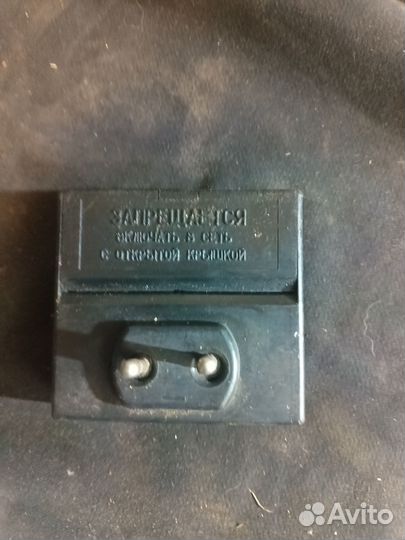 ЗАПРЕЩАЕТСЯ
ВКЛЮЧАТЬ В СЕТЬ
С ОТКРЫТОЙ КРЫШКОЙ
Avito